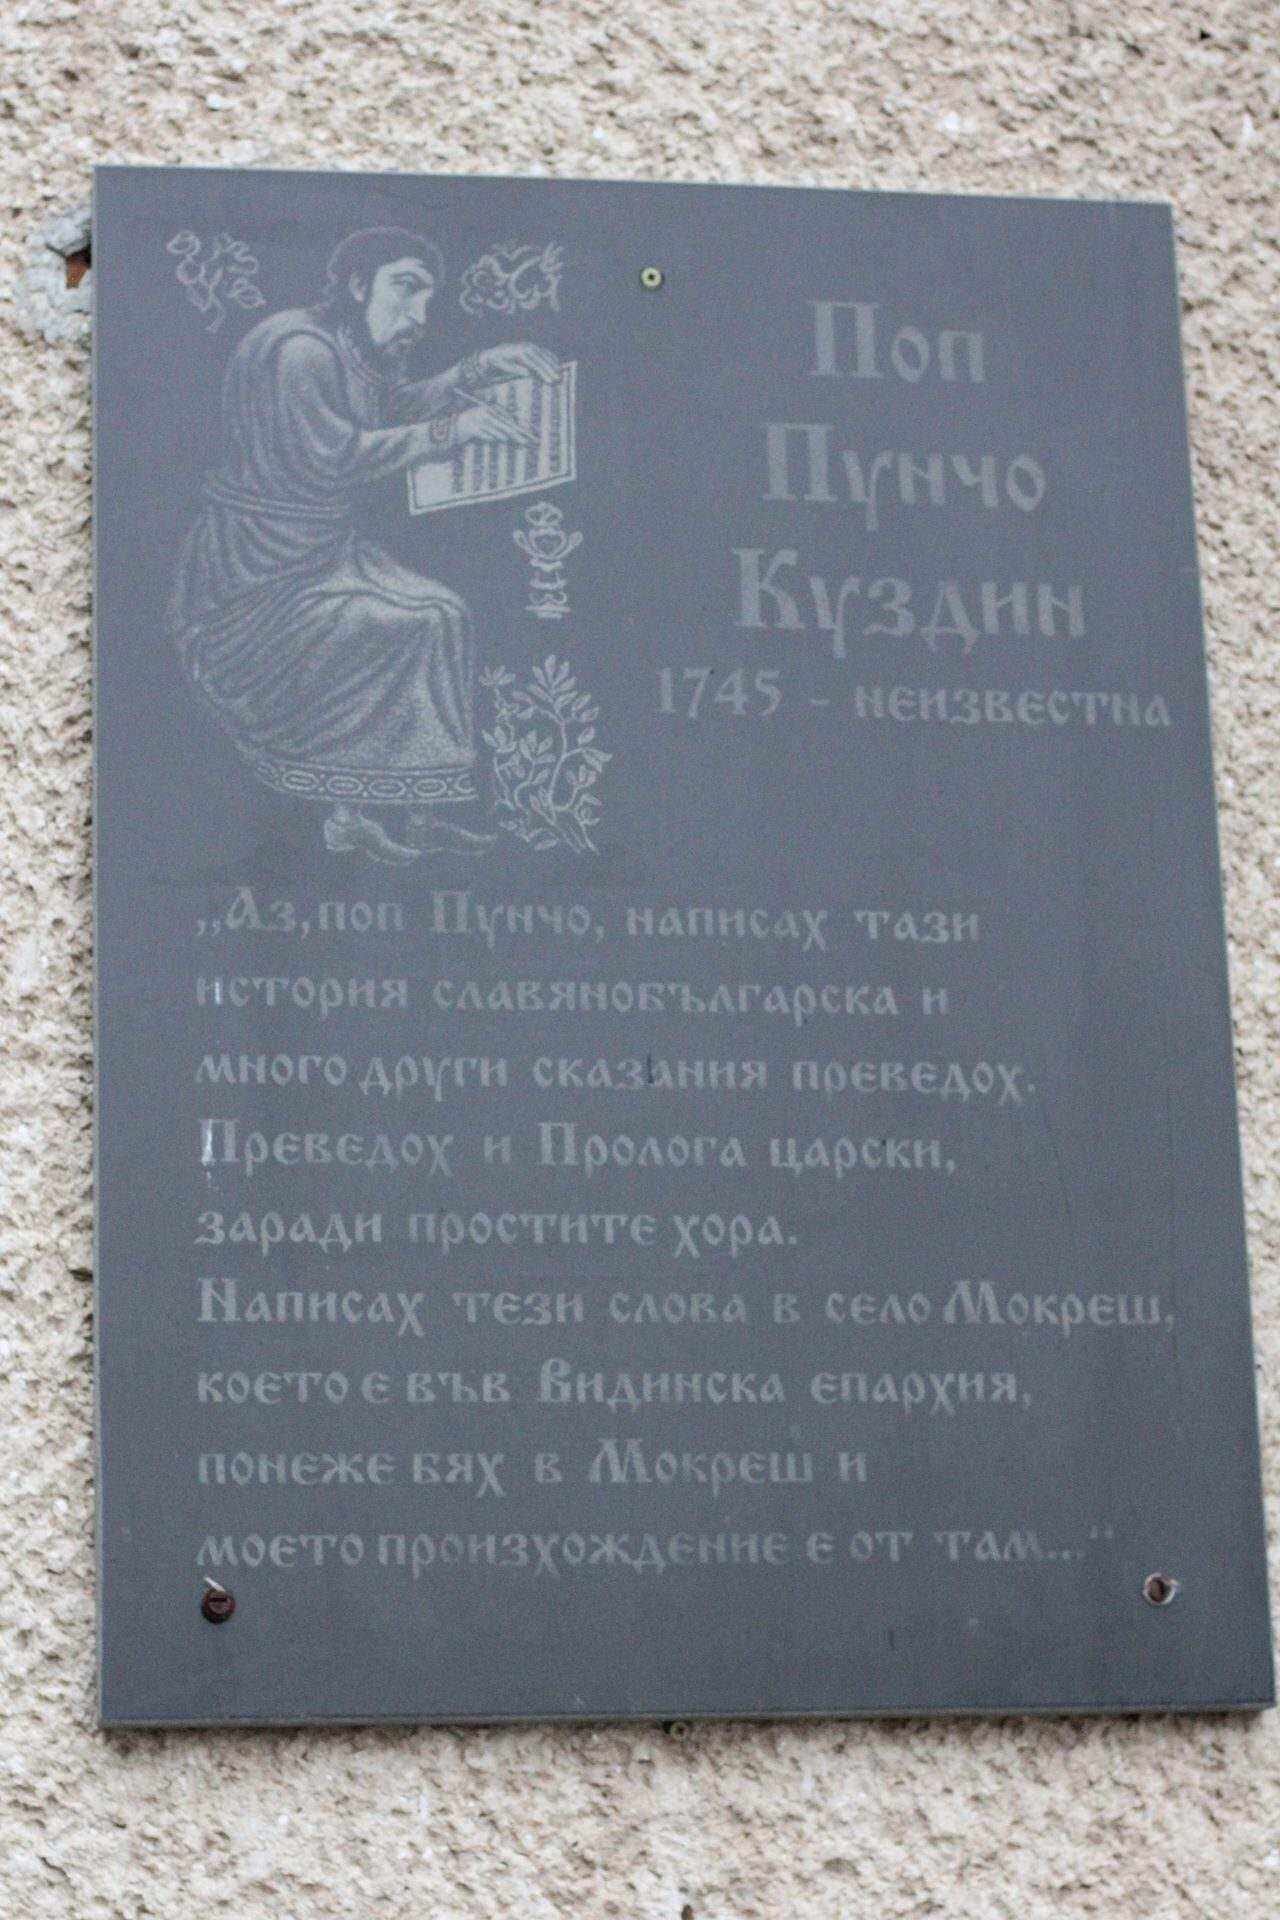 Поп
Пунчо
Куздин
1745 - неизвестна
„Аз, поп Пунчо, написах тази
история славянобългарска и
много други сказания преведох.
Преведох и Пролога царски,
заради простите хора.
Написах тези слова в село Мокреш,
което е във Видинска епархия,
понеже бях в Мокреш и
моето произхождение е от там..."